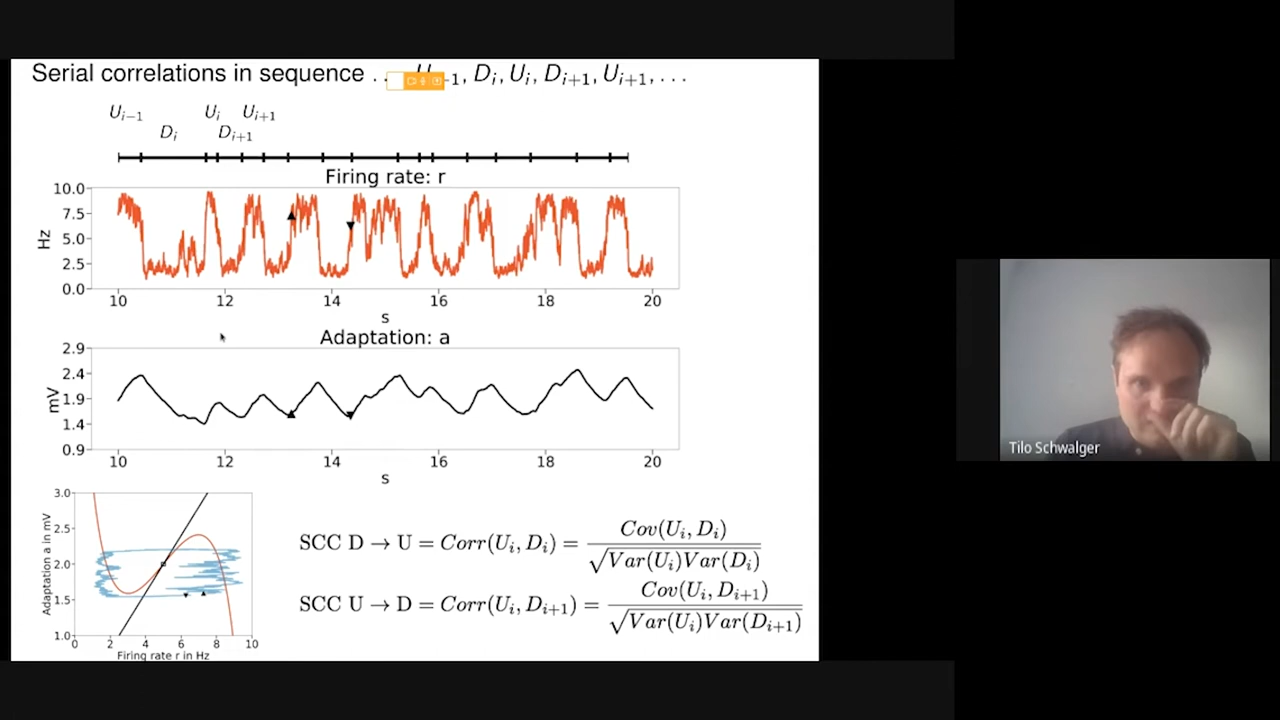 Serial correlations in sequence . . . U_{i-1}, D_i, U_i, D_{i+1}, U_{i+1}, . . .
U_{i-1} U_i U_{i+1}
D_i D_{i+1}
Firing rate: r
10.0
7.5
5.0
2.5
0.0
Hz
10 12 14 16 18 20
s
Adaptation: a
2.9
2.4
1.9
1.4
0.9
mV
10 12 14 16 18 20
s
3.0
2.5
2.0
1.5
1.0
Adaptation a in mV
0 2 4 6 8 10
Firing rate r in Hz
SCC D → U = Corr(U_i, D_i) = Cov(U_i, D_i) / √Var(U_i)Var(D_i)
SCC U → D = Corr(U_i, D_{i+1}) = Cov(U_i, D_{i+1}) / √Var(U_i)Var(D_{i+1})
Tilo Schwalger